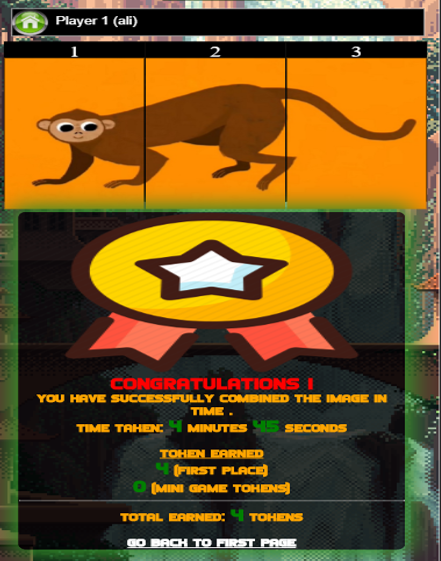 Player 1 (ali)
1 2 3
CONGRATULATIONS !
YOU HAVE SUCCESSFULLY COMBINED THE IMAGE IN
TIME .
TIME TAKEN: 4 MINUTES 45 SECONDS
TOKEN EARNED
4 (FIRST PLACE)
0 (MINI GAME TOKENS)
TOTAL EARNED: 4 TOKENS
GO BACK TO FIRST PAGE